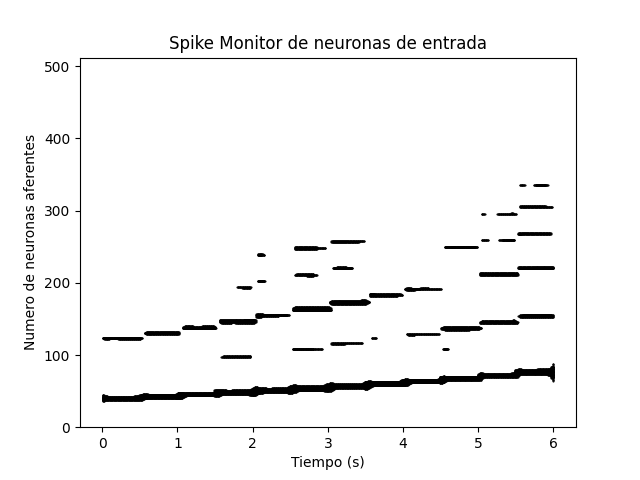 Spike Monitor de neuronas de entrada
500
400
300
200
100
0
Numero de neuronas aferentes
0 1 2 3 4 5 6
Tiempo (s)